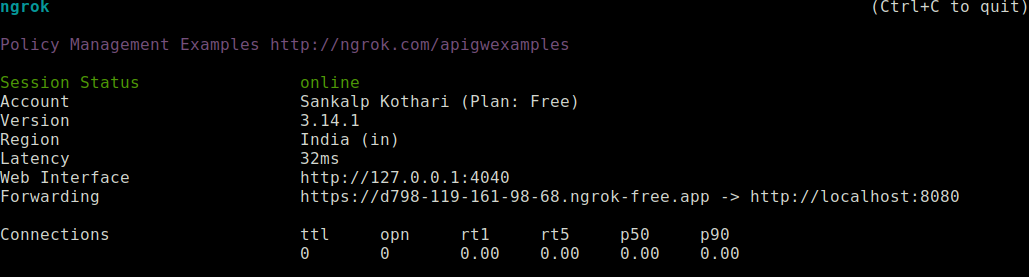 ngrok (Ctrl+C to quit)
Policy Management Examples http://ngrok.com/apigwexamples
Session Status online
Account Sankalp Kothari (Plan: Free)
Version 3.14.1
Region India (in)
Latency 32ms
Web Interface http://127.0.0.1:4040
Forwarding https://d798-119-161-98-68.ngrok-free.app -> http://localhost:8080
Connections ttl opn rt1 rt5 p50 p90
0 0 0.00 0.00 0.00 0.00